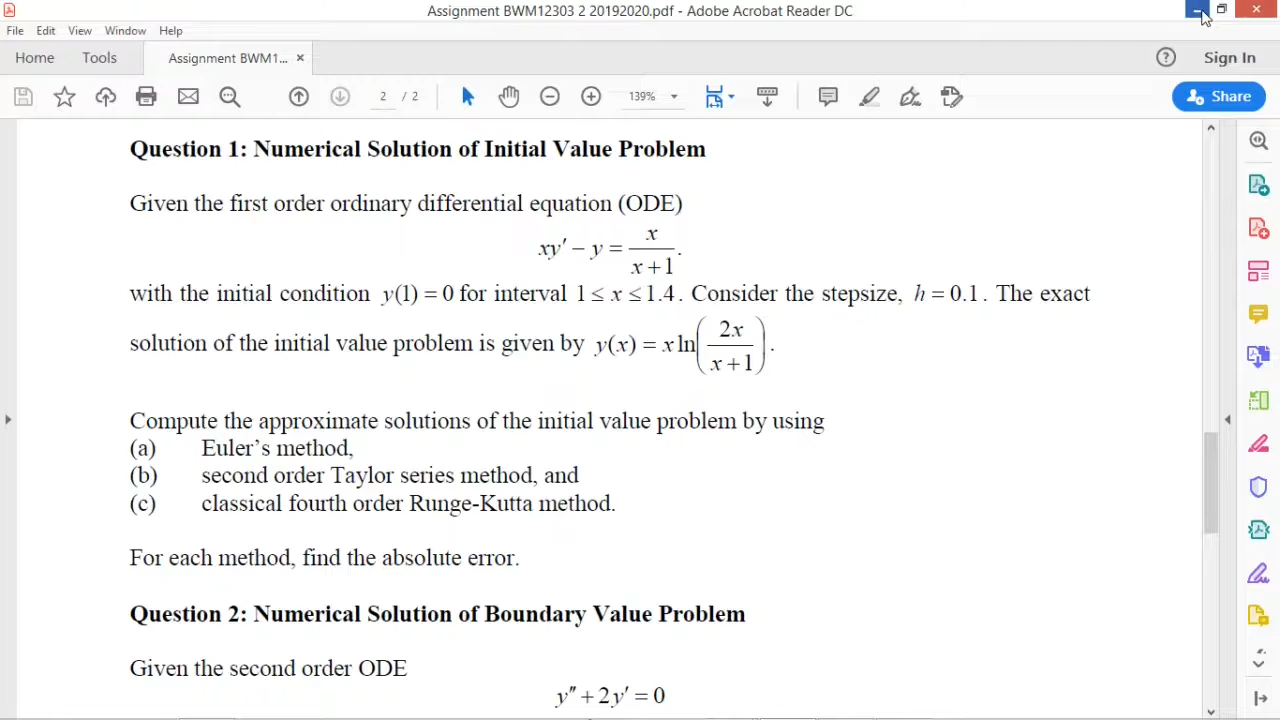 Assignment BWM12303 2 20192020.pdf - Adobe Acrobat Reader DC
File Edit View Window Help
Home Tools Assignment BWM1... × Sign In
2 / 2 139% Share
Question 1: Numerical Solution of Initial Value Problem
Given the first order ordinary differential equation (ODE)
xy′ − y = x/(x+1).
with the initial condition y(1) = 0 for interval 1 ≤ x ≤ 1.4. Consider the stepsize, h = 0.1. The exact
solution of the initial value problem is given by y(x) = x ln(2x/(x+1)).
Compute the approximate solutions of the initial value problem by using
(a) Euler's method,
(b) second order Taylor series method, and
(c) classical fourth order Runge-Kutta method.
For each method, find the absolute error.
Question 2: Numerical Solution of Boundary Value Problem
Given the second order ODE
y″ + 2y′ = 0